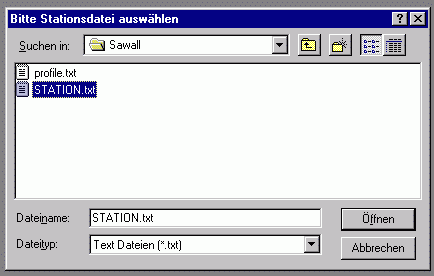 Bitte Stationsdatei auswählen
Suchen in: Sawall
profile.txt
STATION.txt
Dateiname: STATION.txt
Öffnen
Dateityp: Text Dateien (*.txt)
Abbrechen